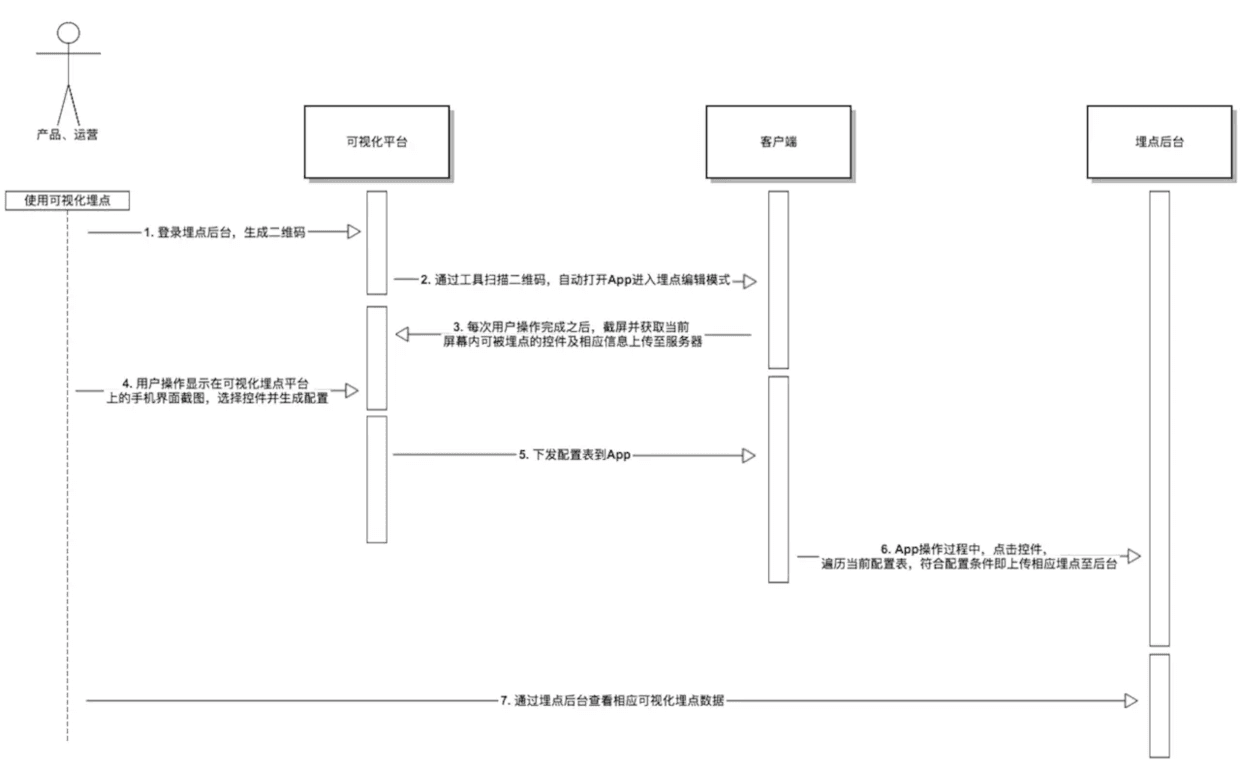 产品、运营
可视化平台
客户端
埋点后台
使用可视化埋点
1. 登录埋点后台，生成二维码
2. 通过工具扫描二维码，自动打开App进入埋点编辑模式
3. 每次用户操作完成之后，截屏并获取当前
屏幕内可被埋点的控件及相应信息上传至服务器
4. 用户操作显示在可视化埋点平台
上的手机界面截图，选择控件并生成配置
5. 下发配置表到App
6. App操作过程中，点击控件，
遍历当前配置表，符合配置条件即上传相应埋点至后台
7. 通过埋点后台查看相应可视化埋点数据